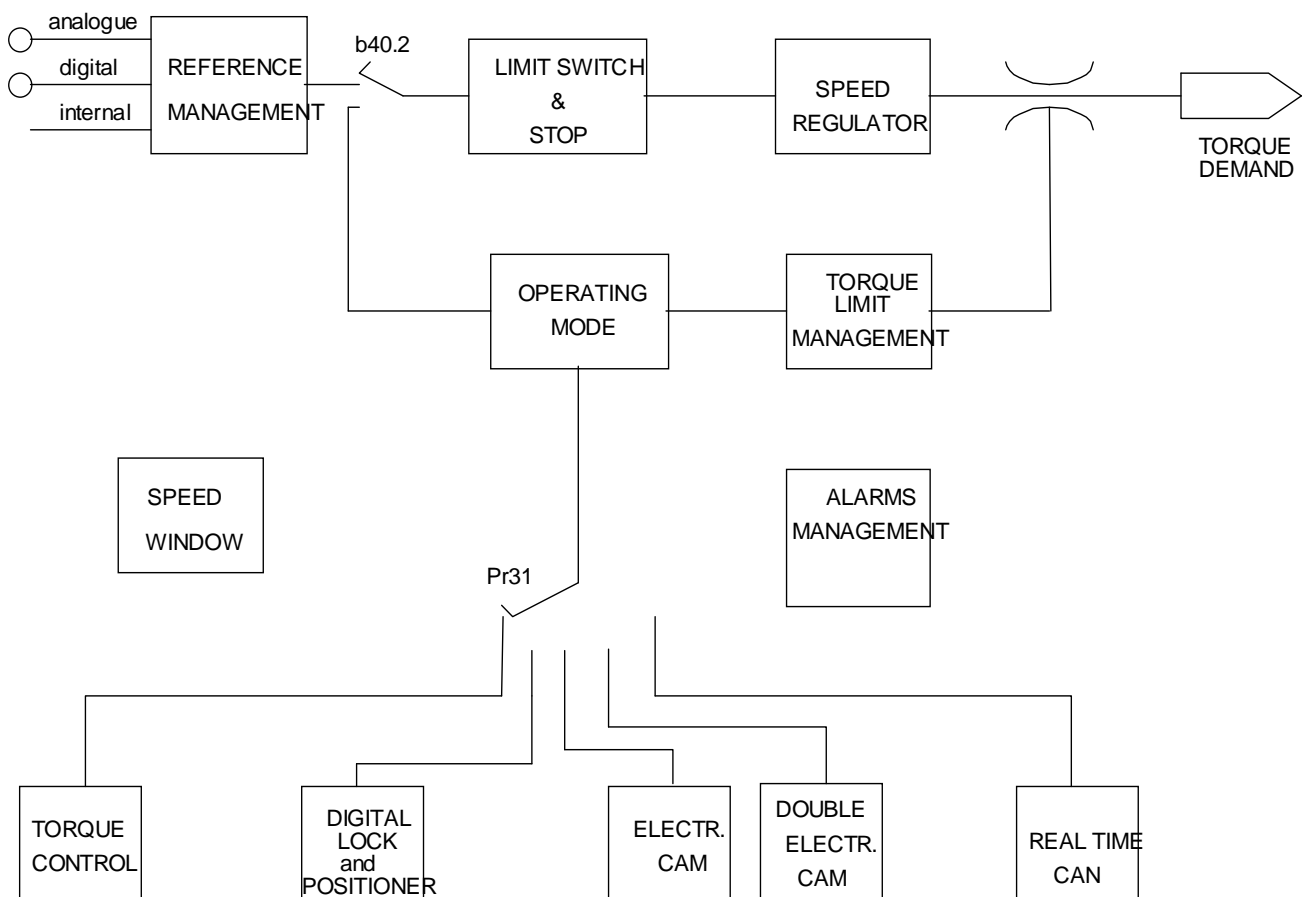 analogue
digital
internal
REFERENCE
MANAGEMENT
b40.2
LIMIT SWITCH
&
STOP
SPEED
REGULATOR
TORQUE
DEMAND
OPERATING
MODE
TORQUE
LIMIT
MANAGEMENT
SPEED
WINDOW
ALARMS
MANAGEMENT
Pr31
TORQUE
CONTROL
DIGITAL
LOCK
and
POSITIONER
ELECTR.
CAM
DOUBLE
ELECTR.
CAM
REAL TIME
CAN